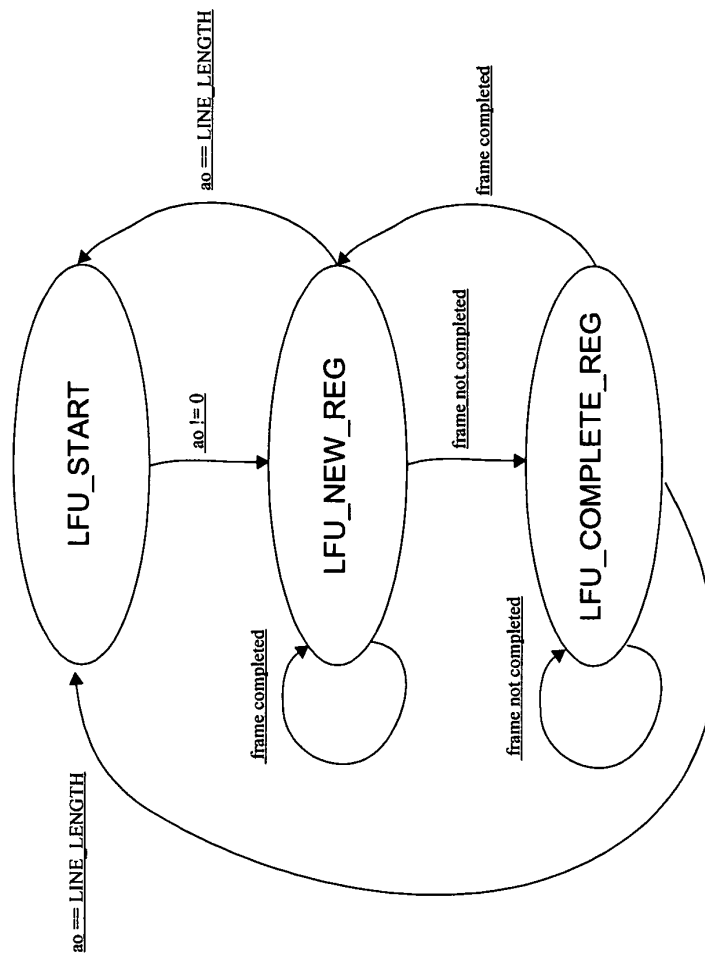 ao == LINE_LENGTH
LFU_START
ao != 0
ao == LINE_LENGTH
frame completed
LFU_NEW_REG
frame not completed
frame completed
frame not completed
LFU_COMPLETE_REG